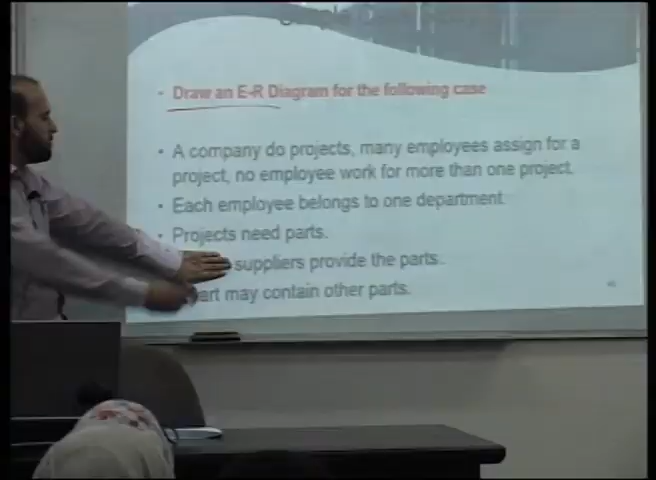 Draw an E-R Diagram for the following case
A company do projects, many employees assign for a
project, no employee work for more than one project.
Each employee belongs to one department.
Projects need parts.
suppliers provide the parts.
art may contain other parts.